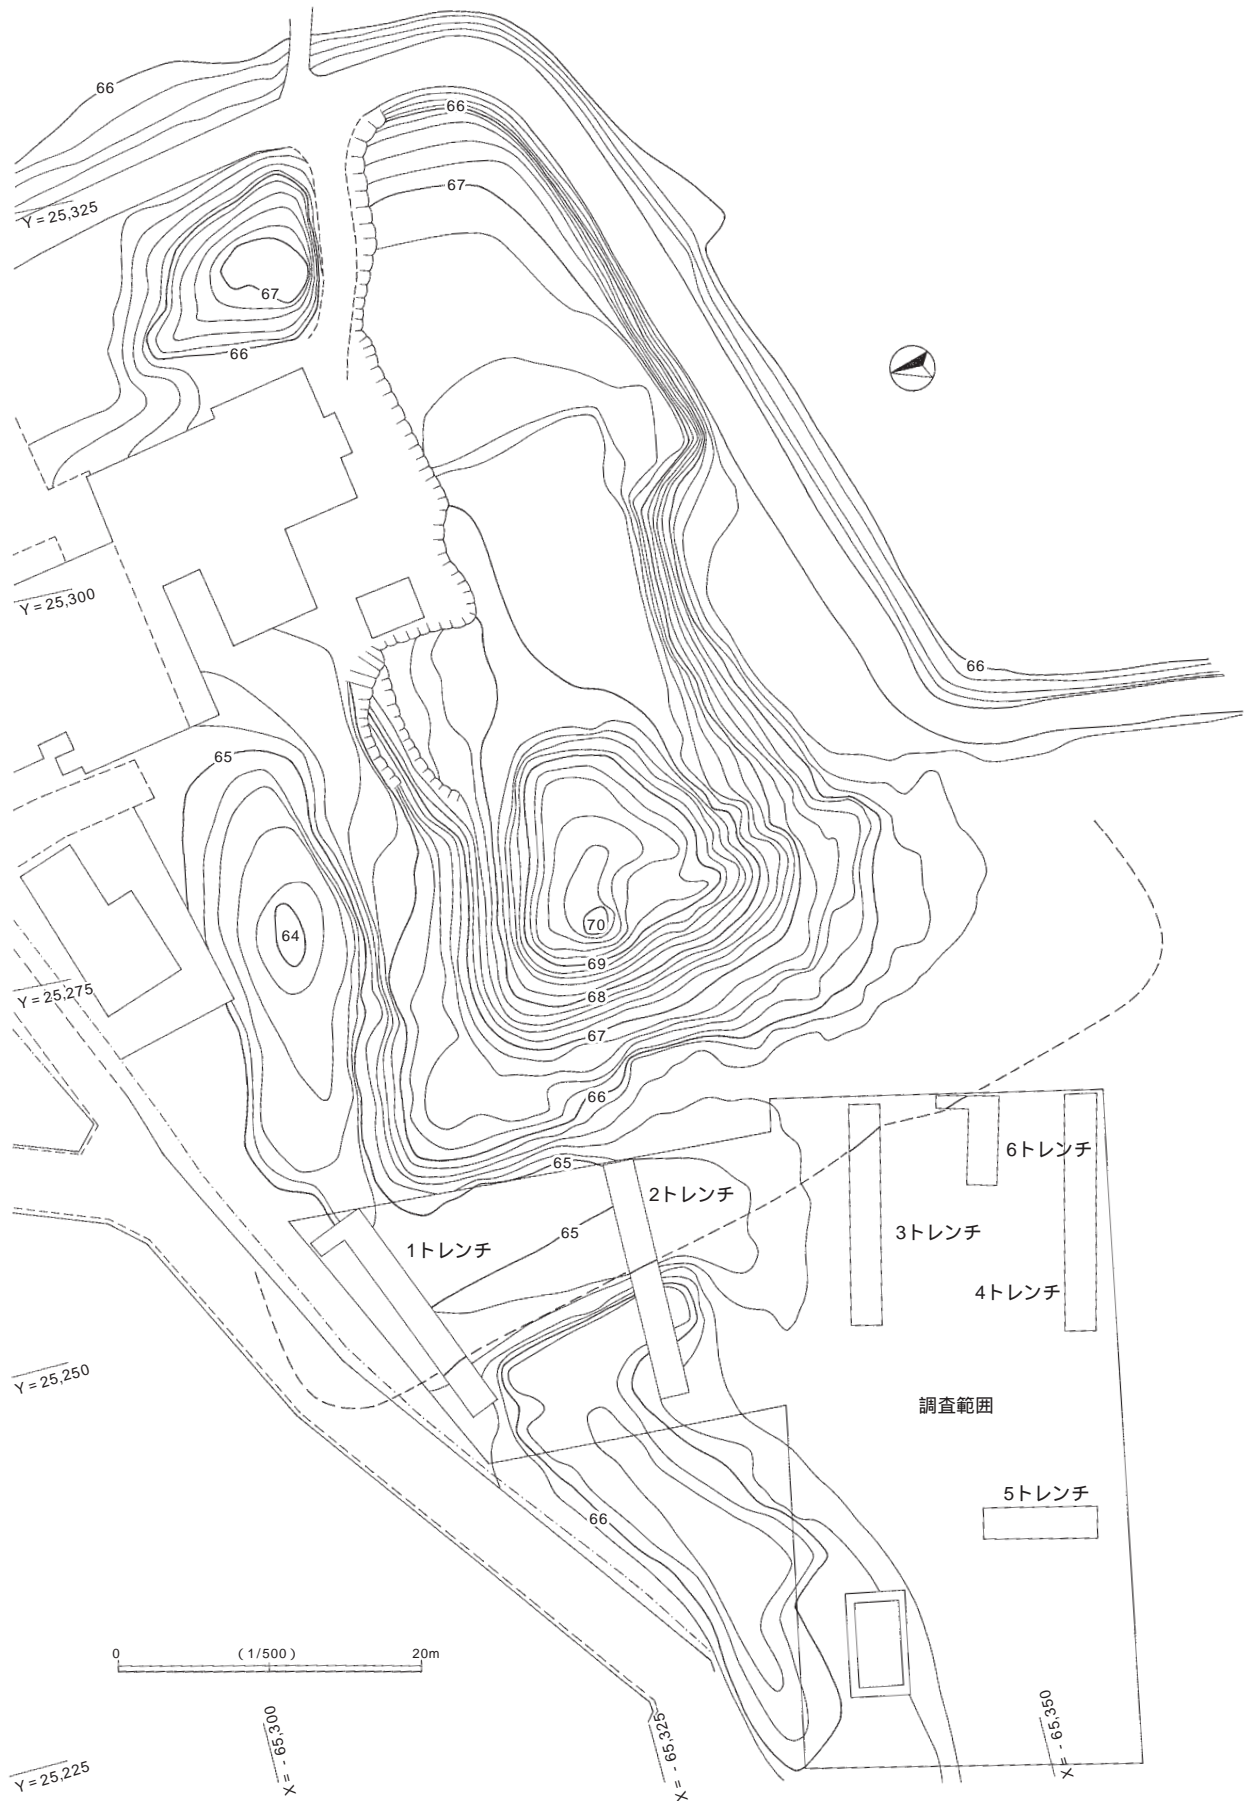 66
66
67
Y = 25,325
67
66
Y = 25,300
66
65
70
64
69
Y = 25,275
68
67
66
6トレンチ
65
2トレンチ
1トレンチ
65
3トレンチ
4トレンチ
Y = 25,250
調査範囲
5トレンチ
66
0 (1/500) 20m
X = - 65,300
X = - 65,325
X = - 65,350
Y = 25,225